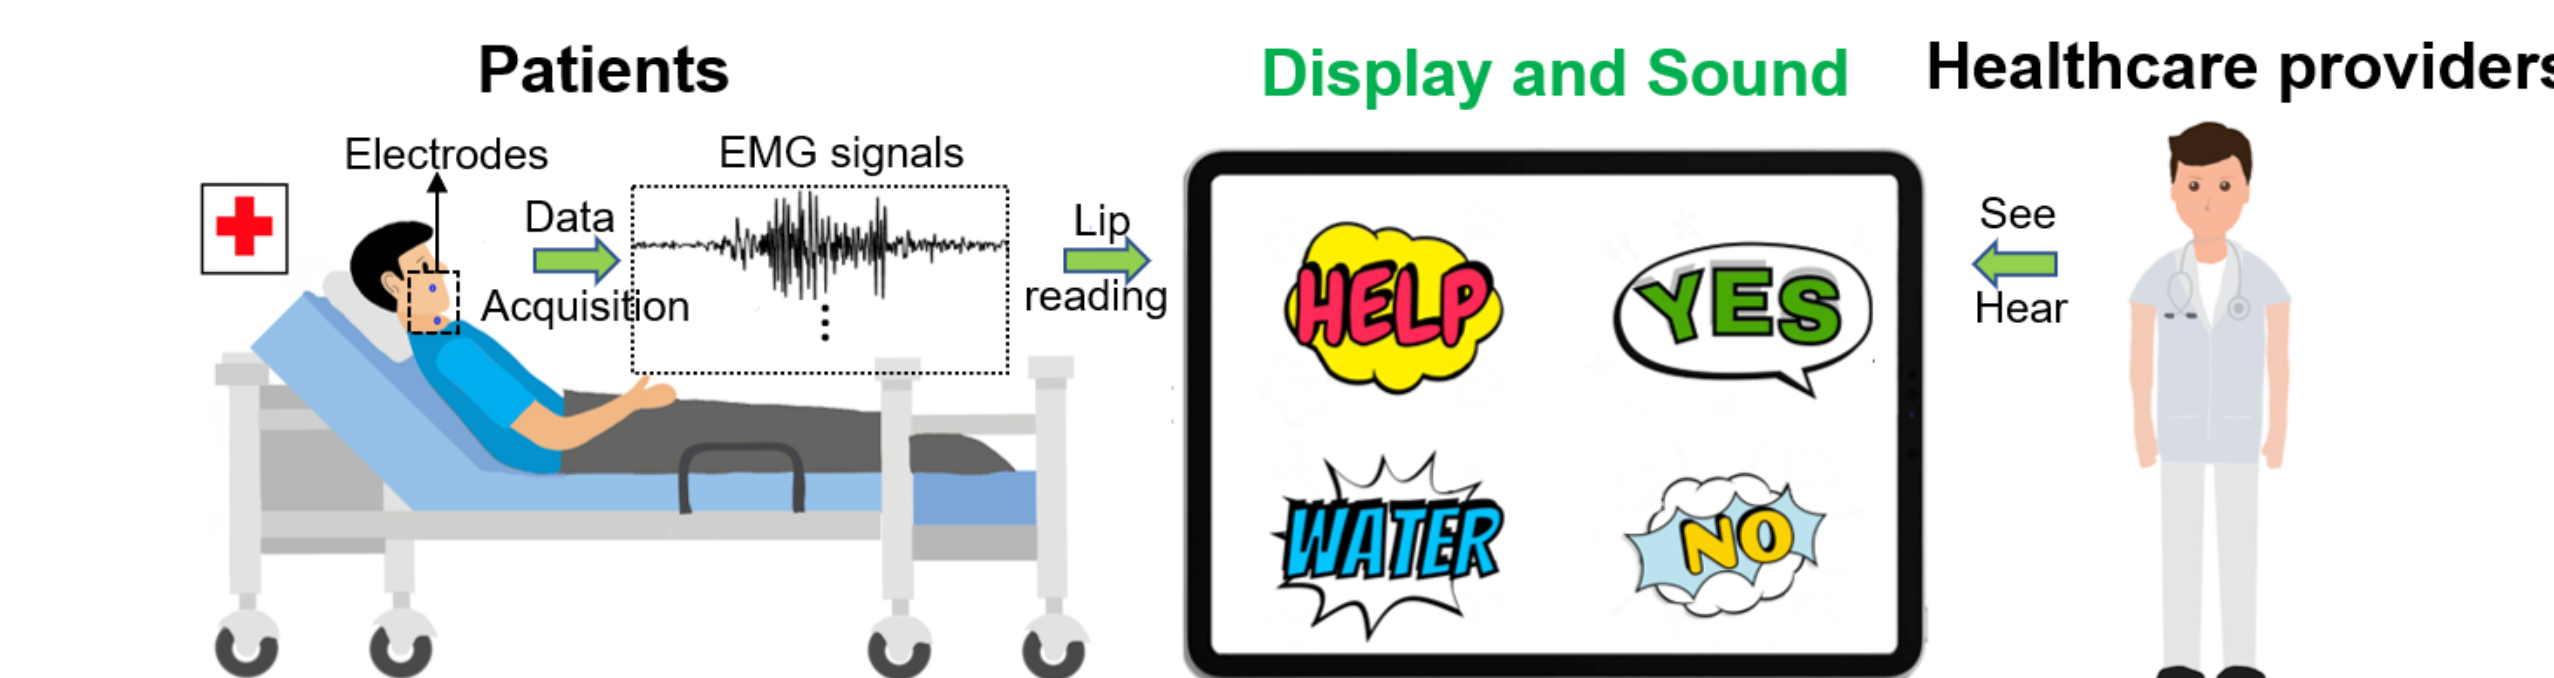 Patients
Display and Sound
Healthcare providers
Electrodes
EMG signals
Data
Acquisition
Lip
reading
See
Hear
HELP
YES
WATER
NO